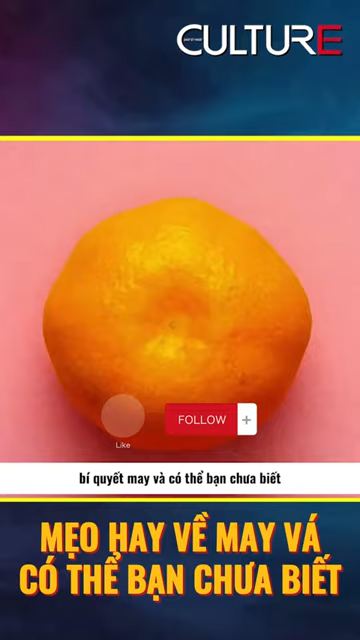 CULTURE
FOLLOW +
Like
bí quyết may và có thể bạn chưa biết
MẸO HAY VỀ MAY VÁ
CÓ THỂ BẠN CHƯA BIẾT